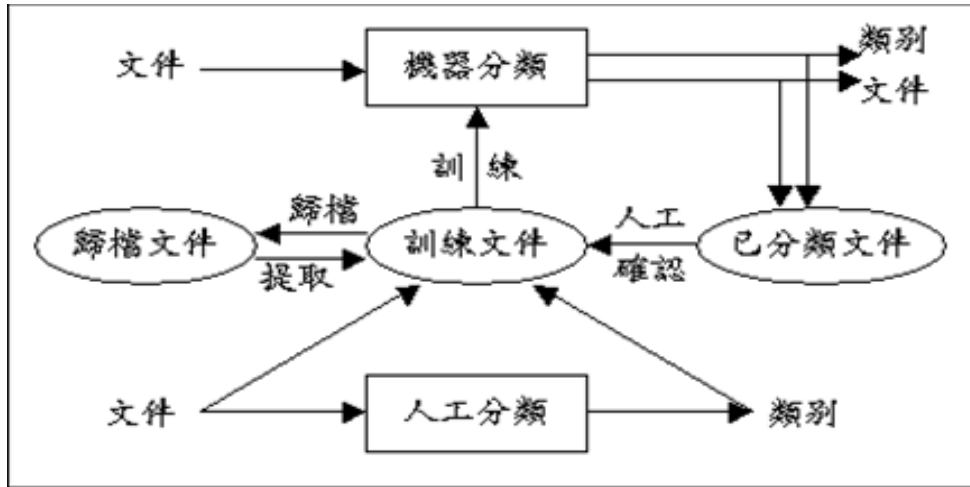 類別
文件
機器分類
文件
訓練
歸檔
人工
歸檔文件
訓練文件
已分類文件
提取
確認
文件
人工分類
類別